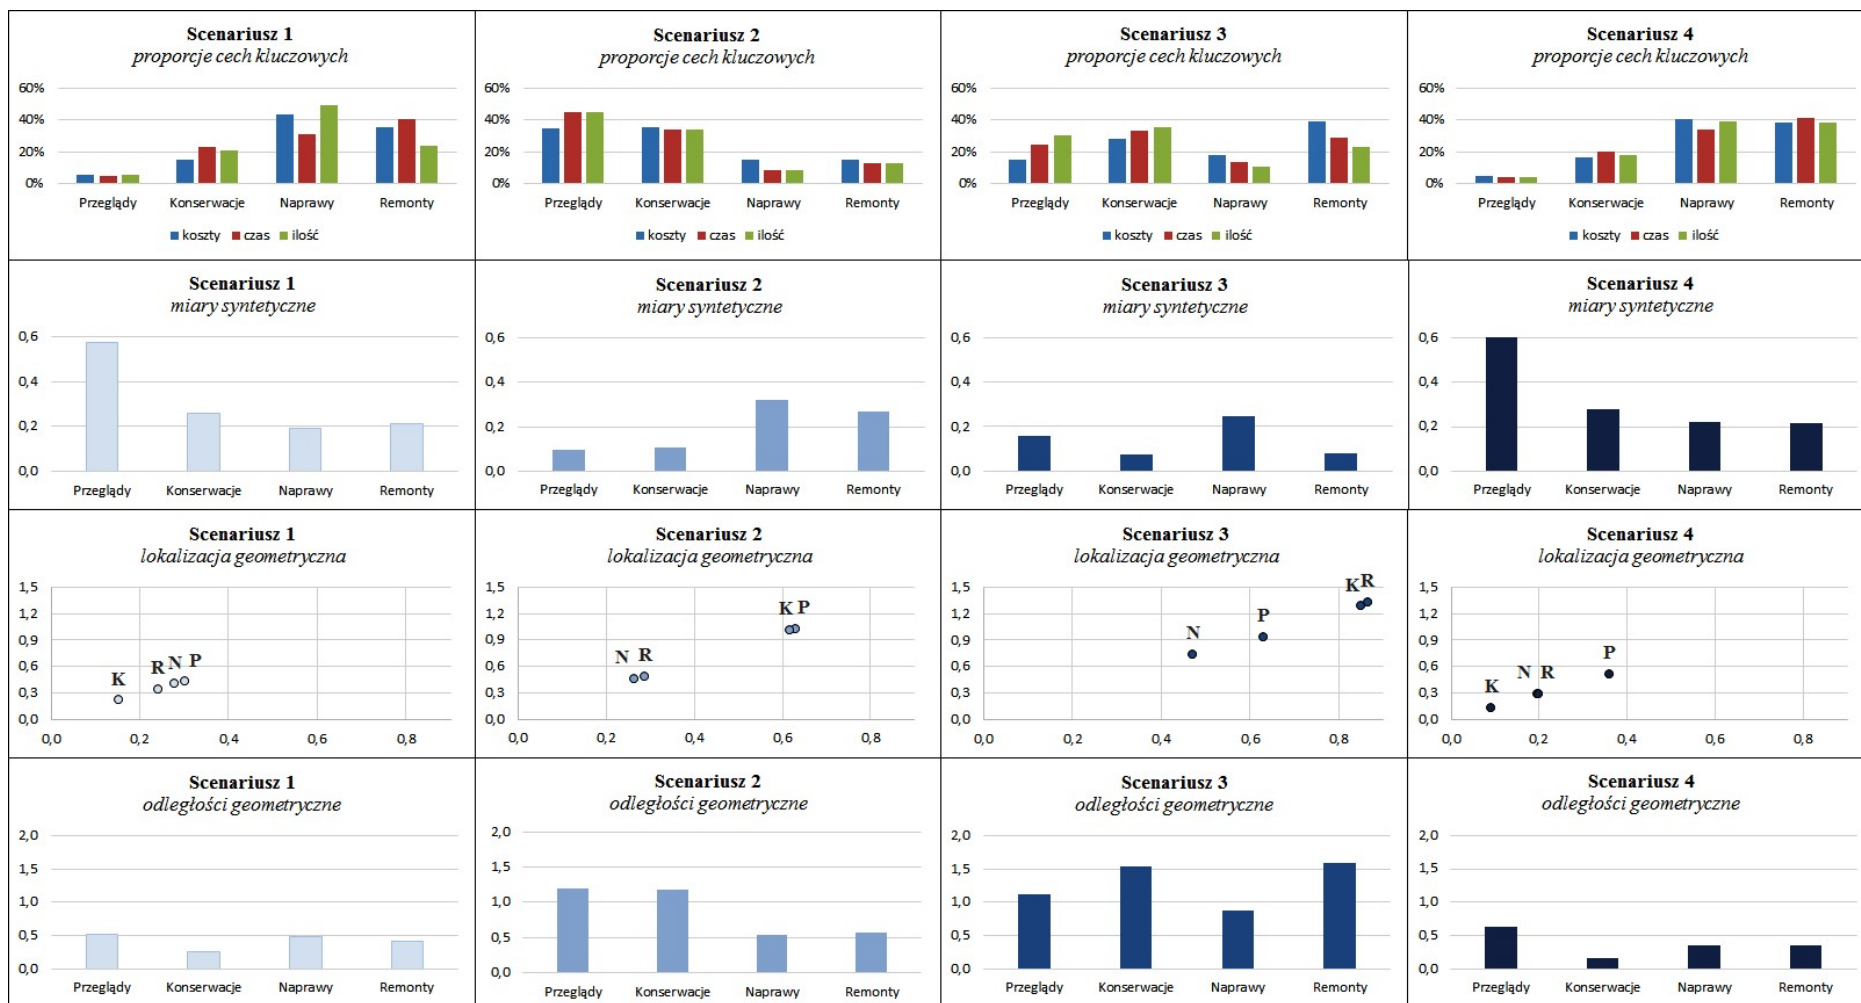 Scenariusz 1
proporcje cech kluczowych
60%
40%
20%
0%
Przeglądy Konserwacje Naprawy Remonty
koszty czas ilość
Scenariusz 2
proporcje cech kluczowych
60%
40%
20%
0%
Przeglądy Konserwacje Naprawy Remonty
koszty czas ilość
Scenariusz 3
proporcje cech kluczowych
60%
40%
20%
0%
Przeglądy Konserwacje Naprawy Remonty
koszty czas ilość
Scenariusz 4
proporcje cech kluczowych
60%
40%
20%
0%
Przeglądy Konserwacje Naprawy Remonty
koszty czas ilość
Scenariusz 1
miary syntetyczne
0,6
0,4
0,2
0,0
Przeglądy Konserwacje Naprawy Remonty
Scenariusz 2
miary syntetyczne
0,6
0,4
0,2
0,0
Przeglądy Konserwacje Naprawy Remonty
Scenariusz 3
miary syntetyczne
0,6
0,4
0,2
0,0
Przeglądy Konserwacje Naprawy Remonty
Scenariusz 4
miary syntetyczne
0,6
0,4
0,2
0,0
Przeglądy Konserwacje Naprawy Remonty
Scenariusz 1
lokalizacja geometryczna
1,5
1,2
0,9
0,6
0,3
0,0
K R N P
0,0 0,2 0,4 0,6 0,8
Scenariusz 2
lokalizacja geometryczna
1,5
1,2
0,9
0,6
0,3
0,0
N R K P
0,0 0,2 0,4 0,6 0,8
Scenariusz 3
lokalizacja geometryczna
1,5
1,2
0,9
0,6
0,3
0,0
N P K R
0,0 0,2 0,4 0,6 0,8
Scenariusz 4
lokalizacja geometryczna
1,5
1,2
0,9
0,6
0,3
0,0
K N R P
0,0 0,2 0,4 0,6 0,8
Scenariusz 1
odległości geometryczne
2,0
1,5
1,0
0,5
0,0
Przeglądy Konserwacje Naprawy Remonty
Scenariusz 2
odległości geometryczne
2,0
1,5
1,0
0,5
0,0
Przeglądy Konserwacje Naprawy Remonty
Scenariusz 3
odległości geometryczne
2,0
1,5
1,0
0,5
0,0
Przeglądy Konserwacje Naprawy Remonty
Scenariusz 4
odległości geometryczne
2,0
1,5
1,0
0,5
0,0
Przeglądy Konserwacje Naprawy Remonty